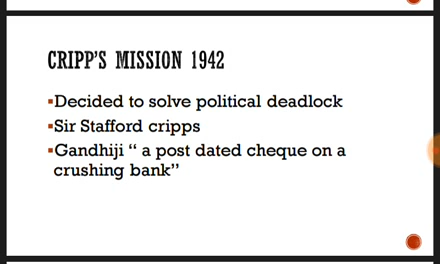 CRIPP'S MISSION 1942
▪Decided to solve political deadlock
▪Sir Stafford cripps
▪Gandhiji “ a post dated cheque on a
crushing bank”